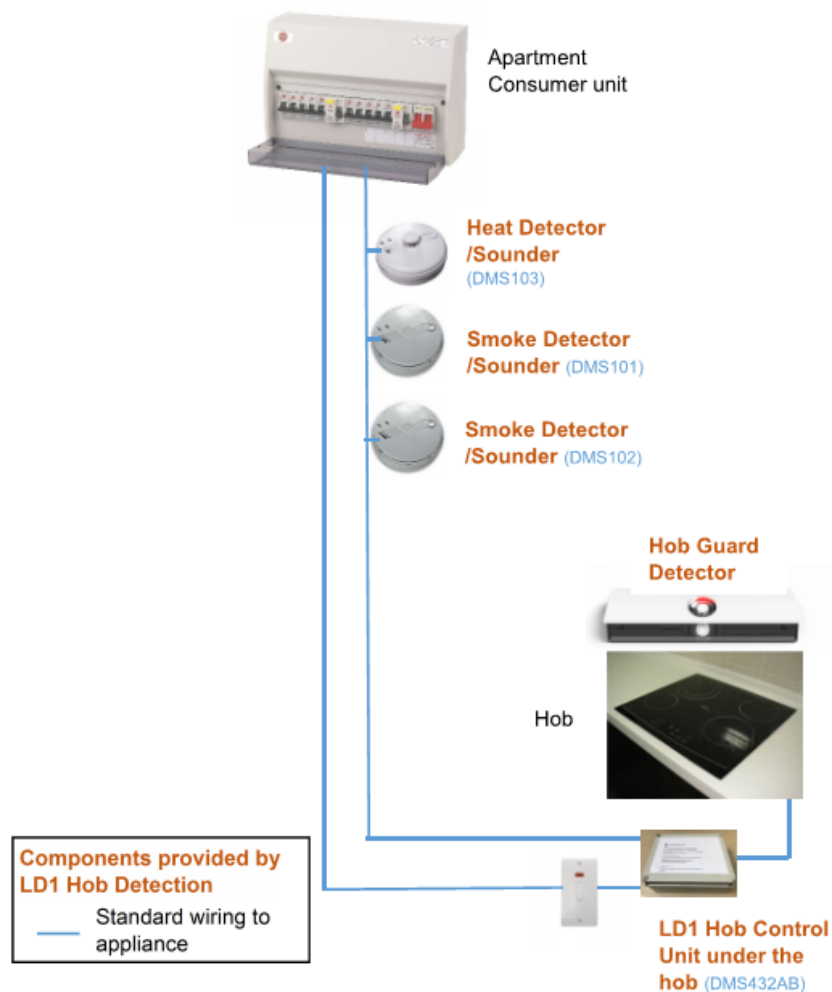 Apartment
Consumer unit
Heat Detector
/Sounder
(DMS103)
Smoke Detector
/Sounder (DMS101)
Smoke Detector
/Sounder (DMS102)
Hob Guard
Detector
Hob
Components provided by
LD1 Hob Detection
Standard wiring to
appliance
LD1 Hob Control
Unit under the
hob (DMS432AB)